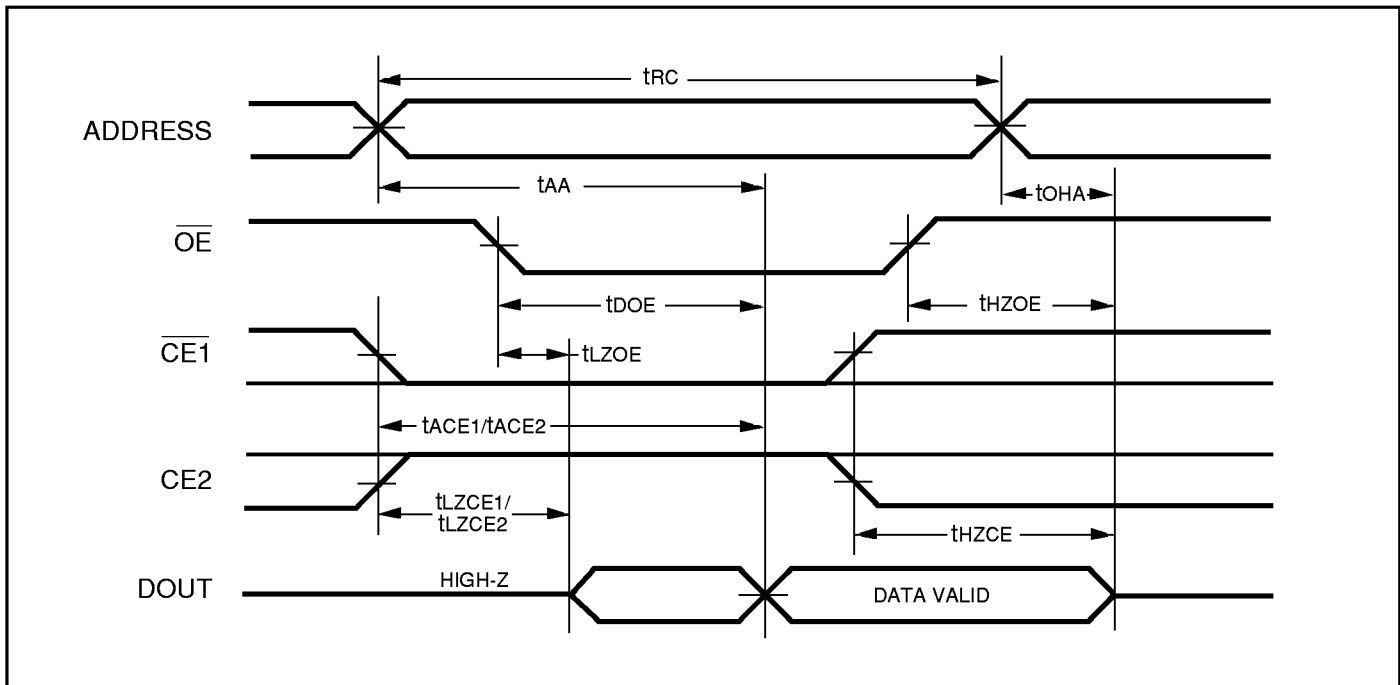 tRC
ADDRESS
tAA
tOHA
OE
tDOE
tHZOE
CE1
tLZOE
tACE1/tACE2
CE2
tLZCE1/
tLZCE2
tHZCE
DOUT
HIGH-Z
DATA VALID